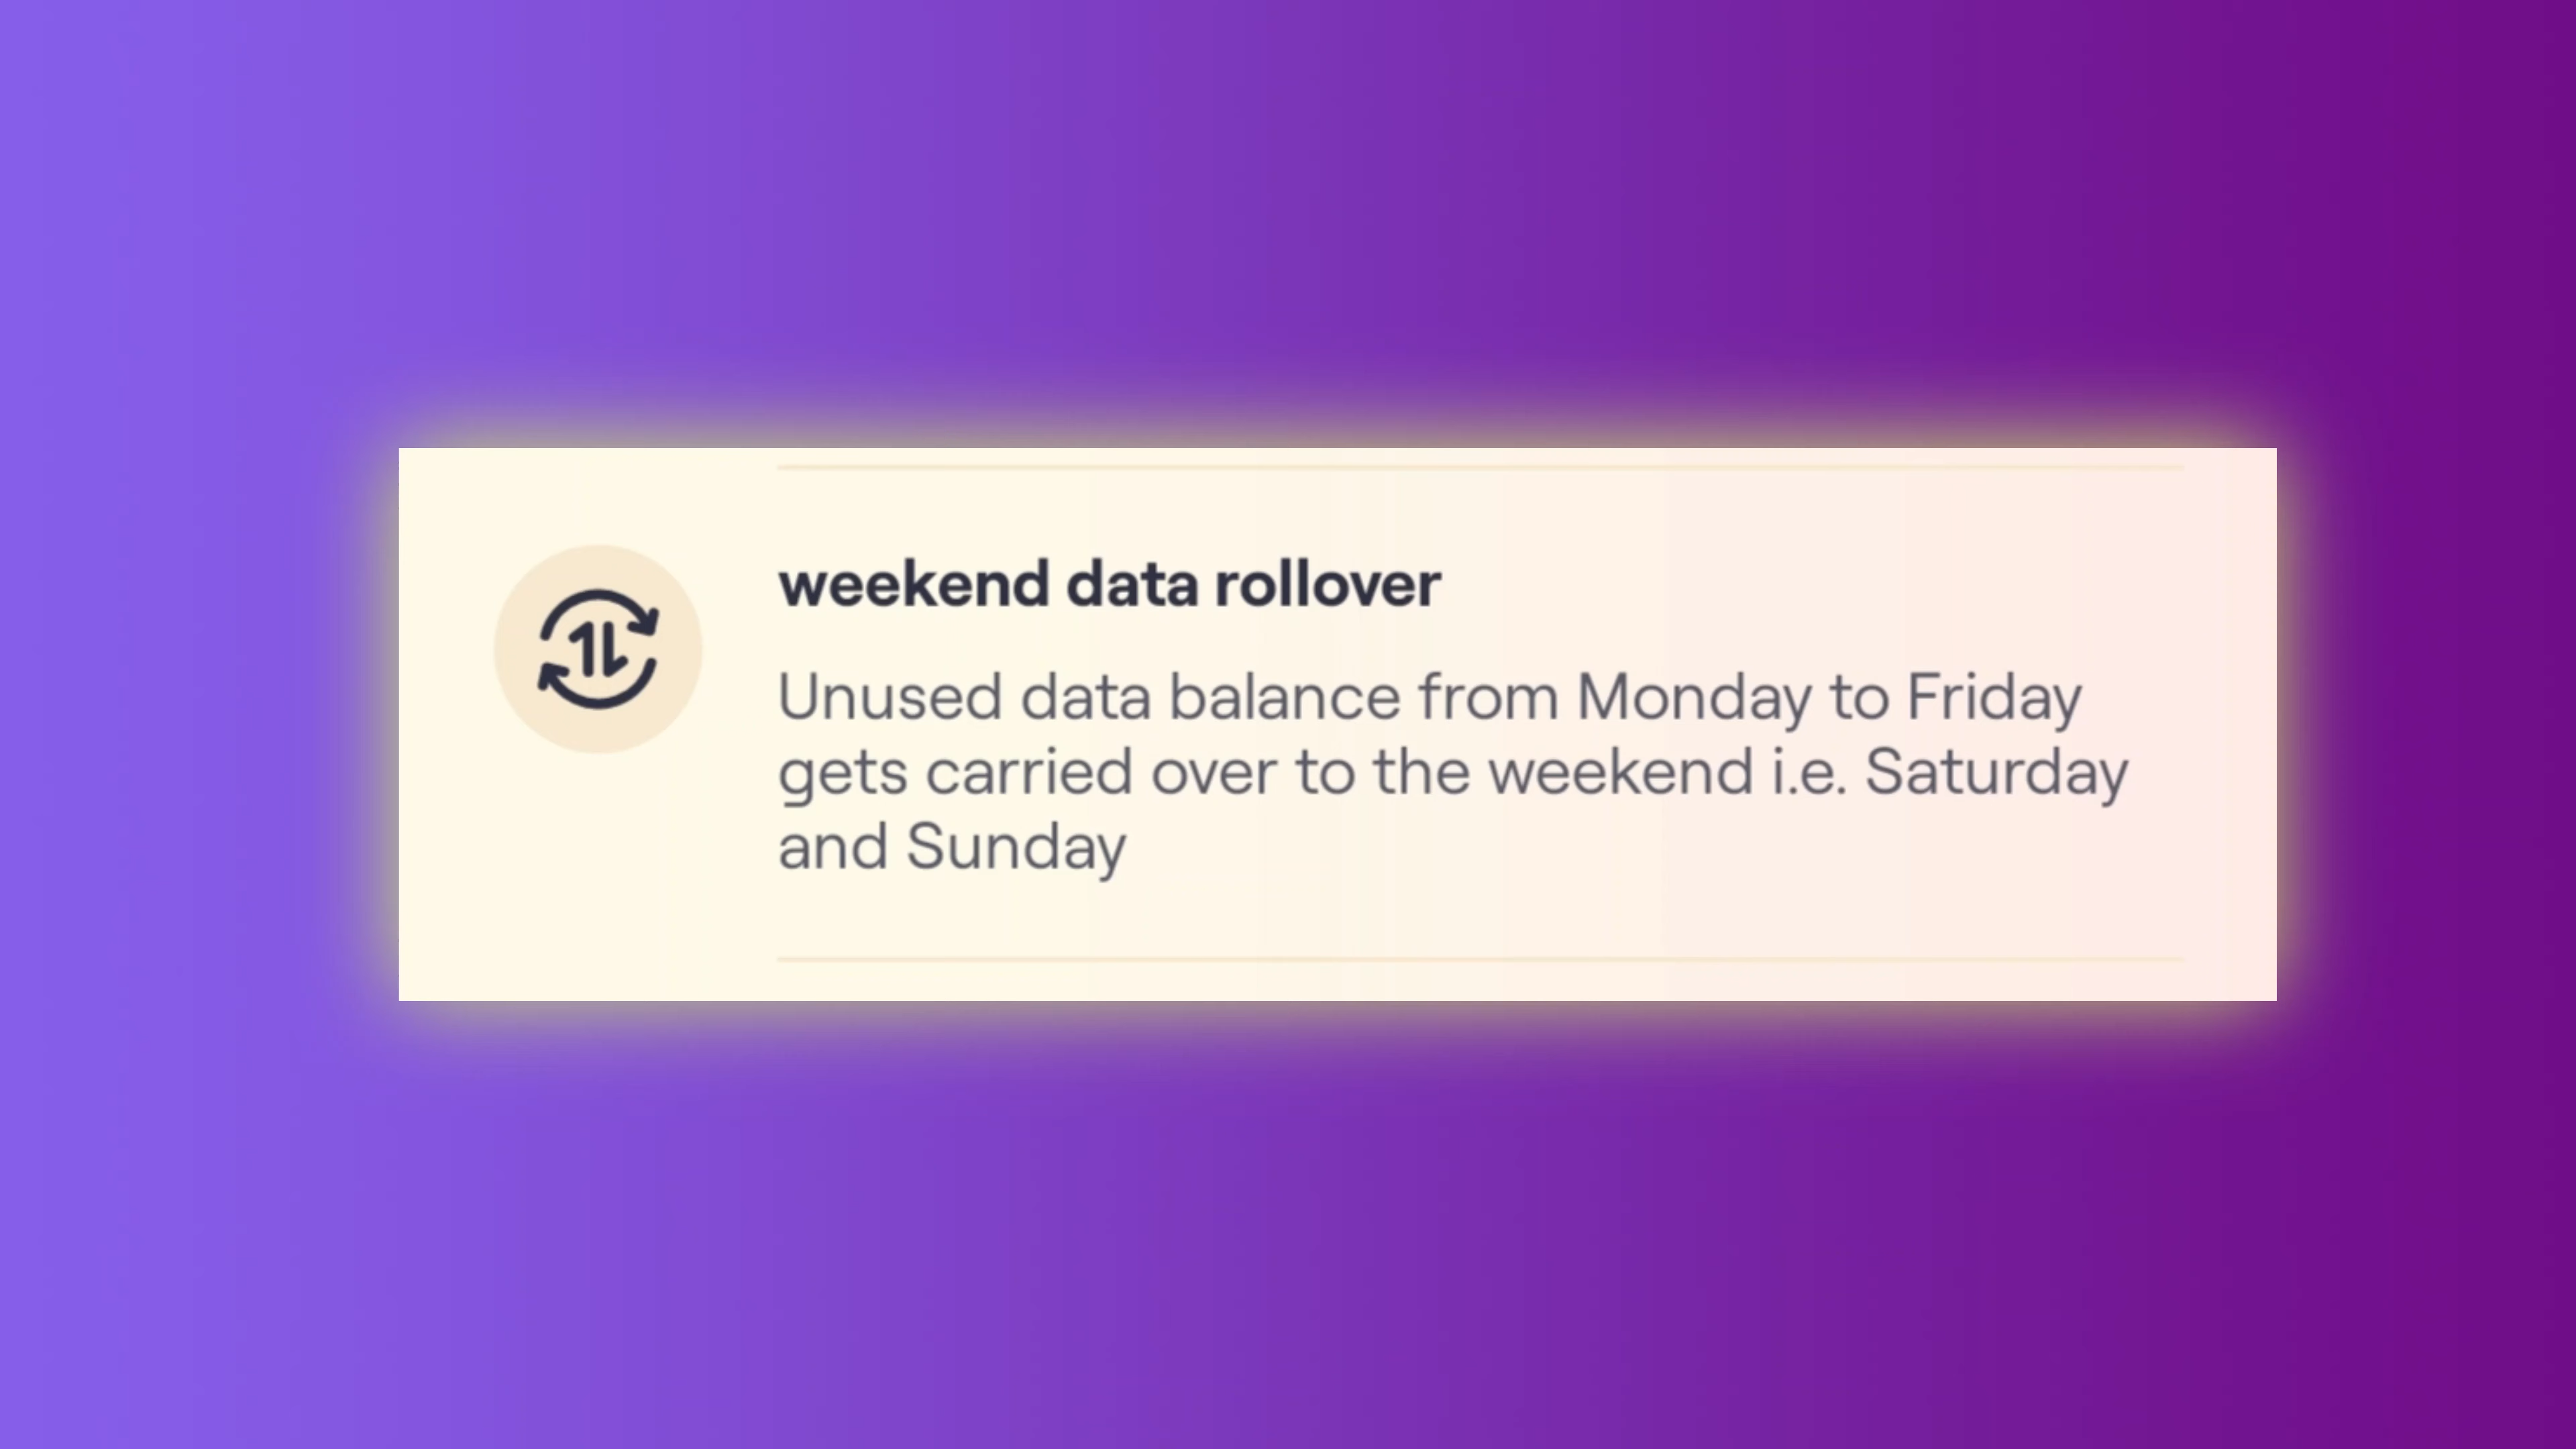 weekend data rollover
Unused data balance from Monday to Friday
gets carried over to the weekend i.e. Saturday
and Sunday